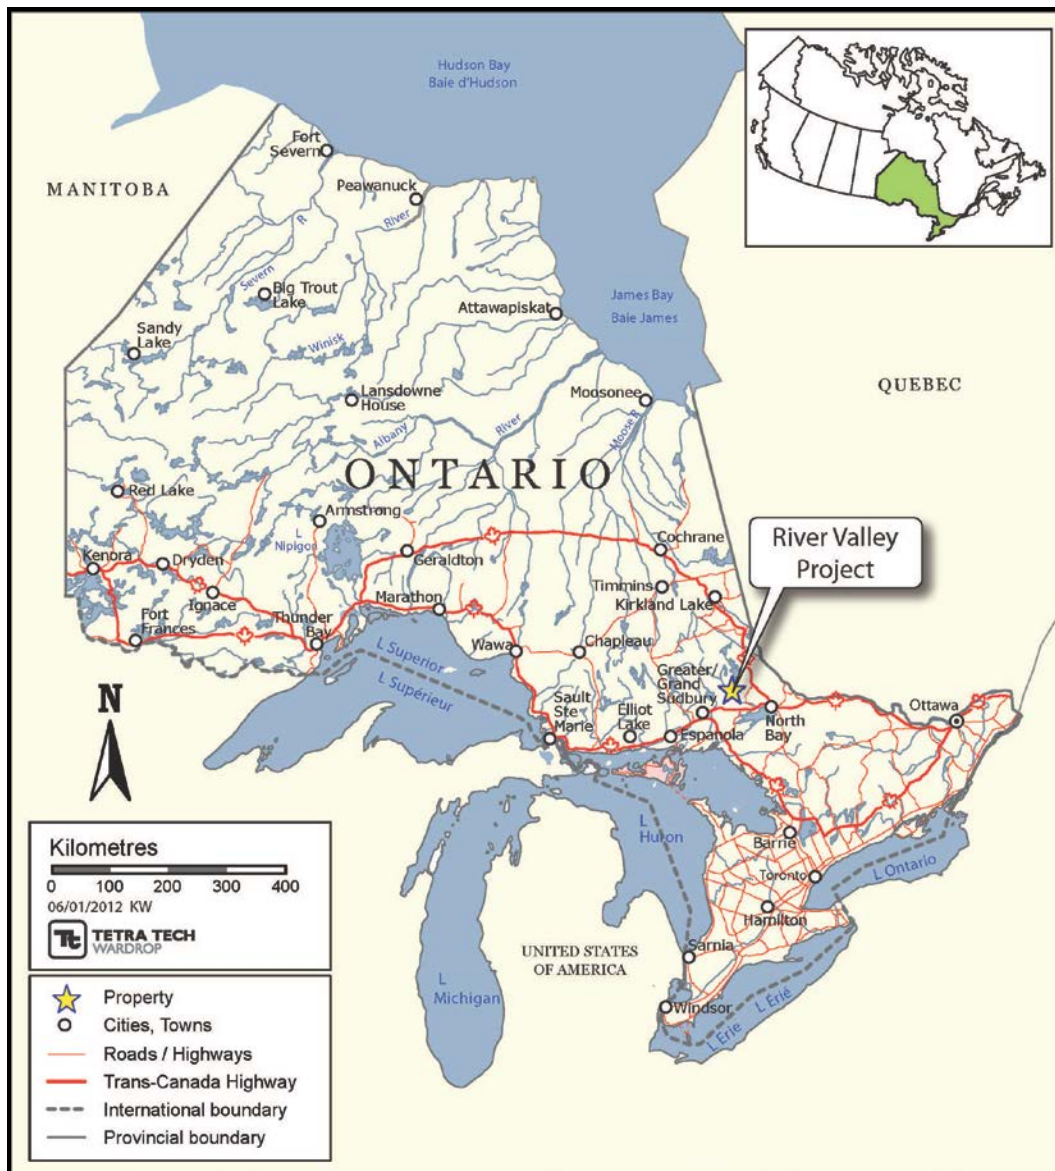 Hudson Bay
Baie d'Hudson
MANITOBA
Fort
Severn
Peawanuck
River
R
Severn
Big Trout
Lake
James Bay
Baie James
Attawapiskat
Sandy
Lake
Winisk
QUEBEC
Lansdowne
House
Moosonee
Albany
River
Moose R
ONTARIO
Red Lake
Armstrong
L
Nipigon
River Valley
Project
Kenora
Dryden
Geraldton
Cochrane
Ignace
Timmins
Kirkland Lake
Marathon
Fort
Frances
Thunder
Bay
Wawa
Chapleau
L Superior
L Supérieur
Greater/
Grand
Sudbury
N
Sault
Ste
Marie
Elliot
Lake
Espanola
North
Bay
Ottawa
L
Huron
Barrie
Toronto
L Ontario
Hamilton
Sarnia
UNITED STATES
OF AMERICA
L
Michigan
Windsor
L Érie
L Érié
Kilometres
0 100 200 300 400
06/01/2012 KW
Tt
TETRA TECH
WARDROP
Property
Cities, Towns
Roads / Highways
Trans-Canada Highway
International boundary
Provincial boundary